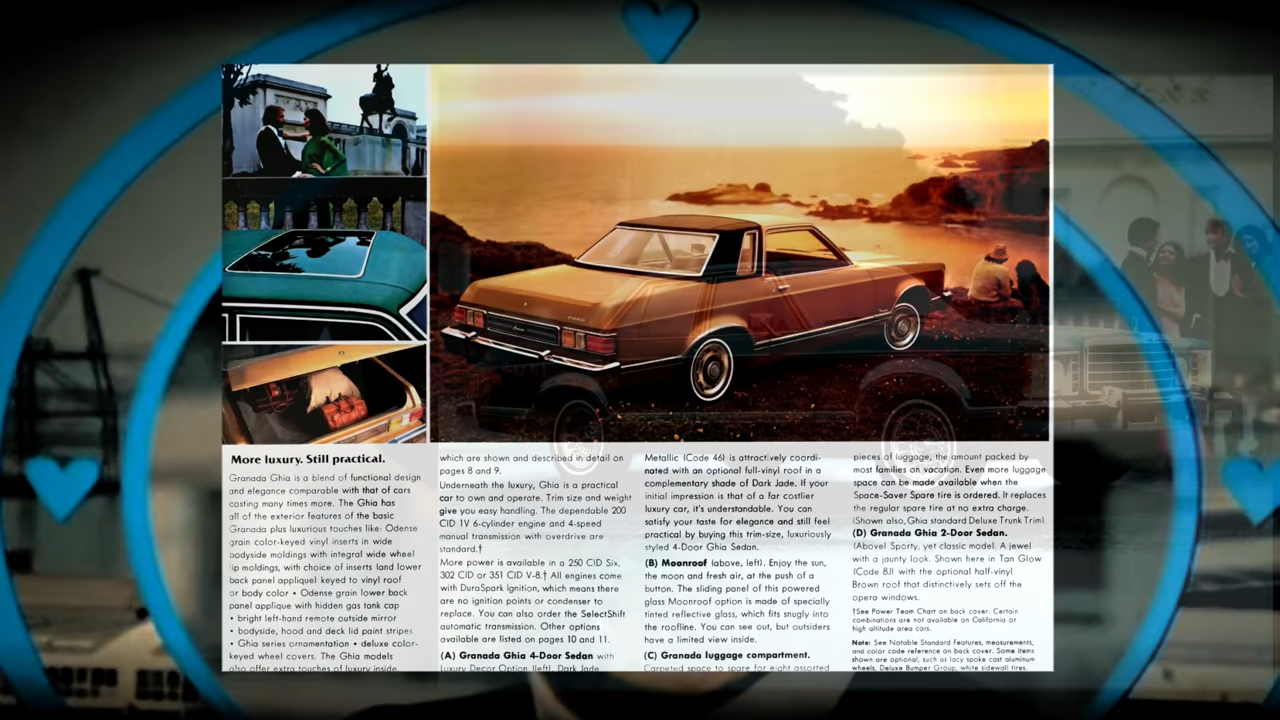 More luxury. Still practical.
Granada Ghia is a blend of functional design
and elegance comparable with that of cars
costing many times more. The Ghia has
all of the exterior features of the basic
Granada plus luxurious touches like: Odense
grain color-keyed vinyl inserts in wide
bodyside moldings with integral wide wheel
lip moldings, with choice of inserts (and lower
back panel applique) keyed to vinyl roof
or body color • Odense grain lower back
panel applique with hidden gas tank cap
• bright left-hand remote outside mirror
• bodyside, hood and deck lid paint stripes
• Ghia series ornamentation • deluxe color-
keyed wheel covers. The Ghia models
also offer extra touches of luxury inside,
which are shown and described in detail on
pages 8 and 9.
Underneath the luxury, Ghia is a practical
car to own and operate. Trim size and weight
give you easy handling. The dependable 200
CID 1V 6-cylinder engine and 4-speed
manual transmission with overdrive are
standard.†
More power is available in a 250 CID Six,
302 CID or 351 CID V-8.† All engines come
with DuraSpark Ignition, which means there
are no ignition points or condenser to
replace. You can also order the SelectShift
automatic transmission. Other options
available are listed on pages 10 and 11.
(A) Granada Ghia 4-Door Sedan with
Luxury Decor Option (left). Dark Jade
Metallic (Code 46) is attractively coordi-
nated with an optional full-vinyl roof in a
complementary shade of Dark Jade. If your
initial impression is that of a far costlier
luxury car, it's understandable. You can
satisfy your taste for elegance and still feel
practical by buying this trim-size, luxuriously
styled 4-Door Ghia Sedan.
(B) Moonroof (above, left). Enjoy the sun,
the moon and fresh air, at the push of a
button. The sliding panel of this powered
glass Moonroof option is made of specially
tinted reflective glass, which fits snugly into
the roofline. You can see out, but outsiders
have a limited view inside.
(C) Granada luggage compartment.
Carpeted space to spare for eight assorted
pieces of luggage, the amount packed by
most families on vacation. Even more luggage
space can be made available when the
Space-Saver Spare tire is ordered. It replaces
the regular spare tire at no extra charge.
(Shown also, Ghia standard Deluxe Trunk Trim).
(D) Granada Ghia 2-Door Sedan.
(Above) Sporty, yet classic model. A jewel
with a jaunty look. Shown here in Tan Glow
(Code 8J) with the optional half-vinyl
Brown roof that distinctively sets off the
opera windows.
†See Power Team Chart on back cover. Certain
combinations are not available on California or
high altitude area cars.
Note: See Notable Standard Features, measurements,
and color code reference on back cover. Some items
shown are optional, such as lacy spoke cast aluminum
wheels, Deluxe Bumper Group, white sidewall tires.